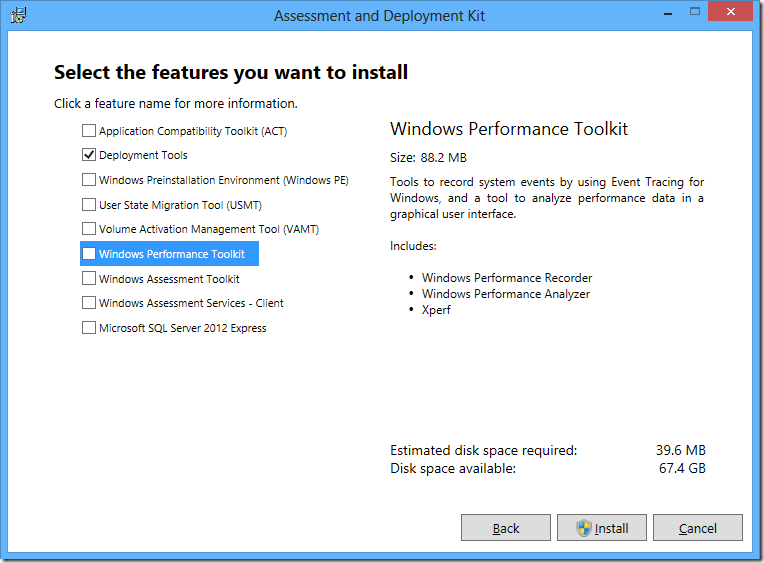 Assessment and Deployment Kit
Select the features you want to install
Click a feature name for more information.
Application Compatibility Toolkit (ACT)
Deployment Tools
Windows Preinstallation Environment (Windows PE)
User State Migration Tool (USMT)
Volume Activation Management Tool (VAMT)
Windows Performance Toolkit
Windows Assessment Toolkit
Windows Assessment Services - Client
Microsoft SQL Server 2012 Express
Windows Performance Toolkit
Size: 88.2 MB
Tools to record system events by using Event Tracing for
Windows, and a tool to analyze performance data in a
graphical user interface.
Includes:
• Windows Performance Recorder
• Windows Performance Analyzer
• Xperf
Estimated disk space required: 39.6 MB
Disk space available: 67.4 GB
Back Install Cancel